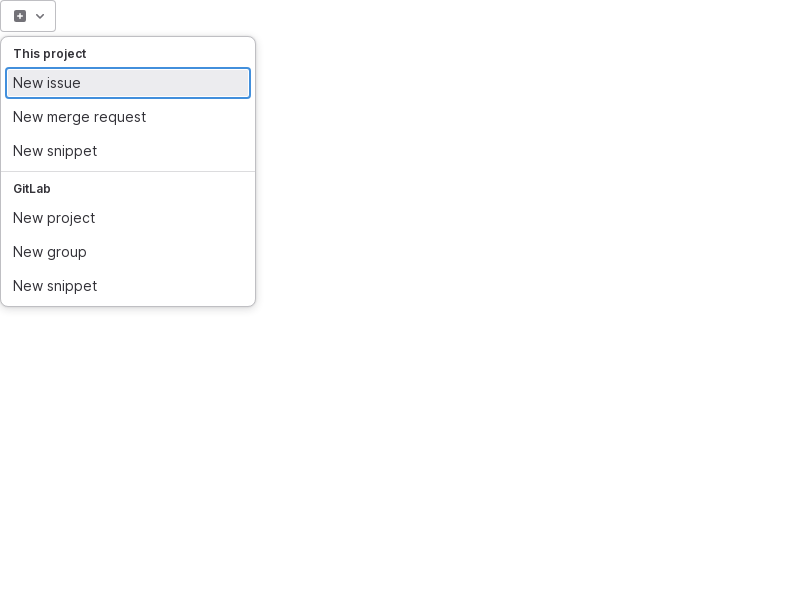 This project
New issue
New merge request
New snippet
GitLab
New project
New group
New snippet